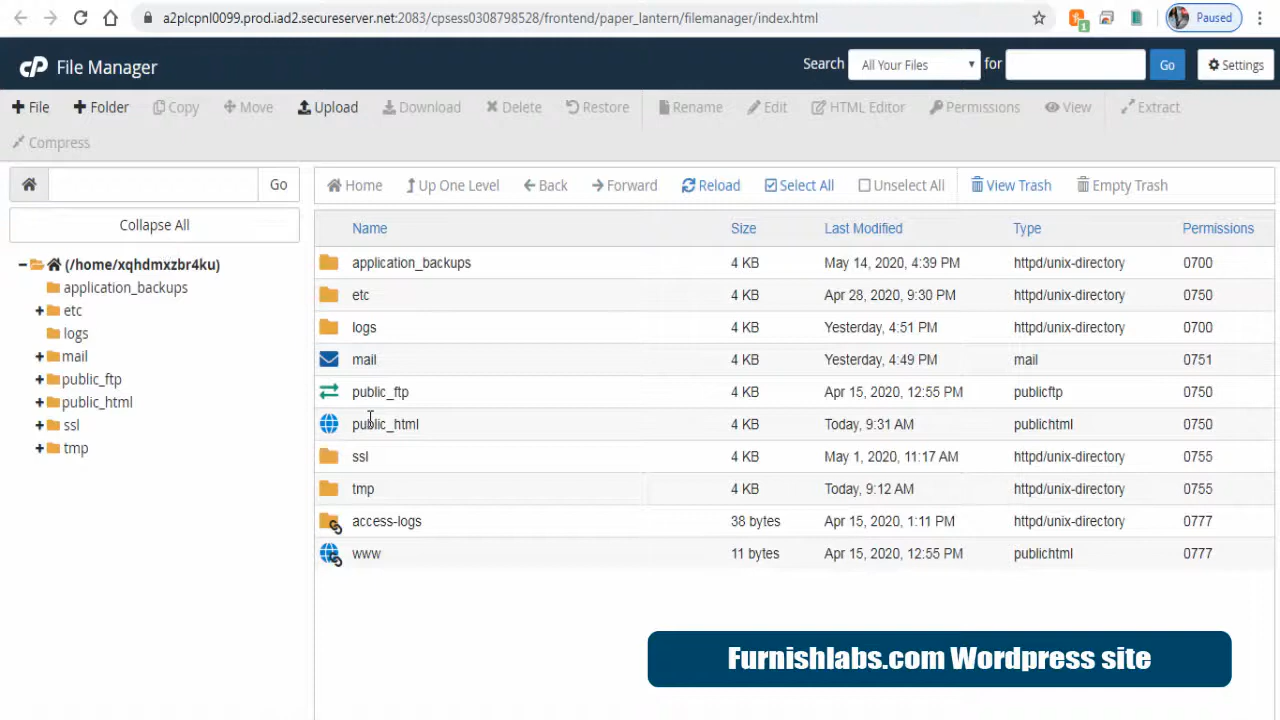 a2plcpnl0099.prod.iad2.secureserver.net:2083/cpsess0308798528/frontend/paper_lantern/filemanager/index.html
1
Paused
cP File Manager
Search All Your Files for Go Settings
File Folder Copy Move Upload Download Delete Restore Rename Edit HTML Editor Permissions View Extract
Compress
Go
Home Up One Level Back Forward Reload Select All Unselect All View Trash Empty Trash
Collapse All
(/home/xqhdmxzbr4ku)
application_backups
etc
logs
mail
public_ftp
public_html
ssl
tmp
Name Size Last Modified Type Permissions
application_backups 4 KB May 14, 2020, 4:39 PM httpd/unix-directory 0700
etc 4 KB Apr 28, 2020, 9:30 PM httpd/unix-directory 0750
logs 4 KB Yesterday, 4:51 PM httpd/unix-directory 0700
mail 4 KB Yesterday, 4:49 PM mail 0751
public_ftp 4 KB Apr 15, 2020, 12:55 PM publicftp 0750
public_html 4 KB Today, 9:31 AM publichtml 0750
ssl 4 KB May 1, 2020, 11:17 AM httpd/unix-directory 0755
tmp 4 KB Today, 9:12 AM httpd/unix-directory 0755
access-logs 38 bytes Apr 15, 2020, 1:11 PM httpd/unix-directory 0777
www 11 bytes Apr 15, 2020, 12:55 PM publichtml 0777
Furnishlabs.com Wordpress site